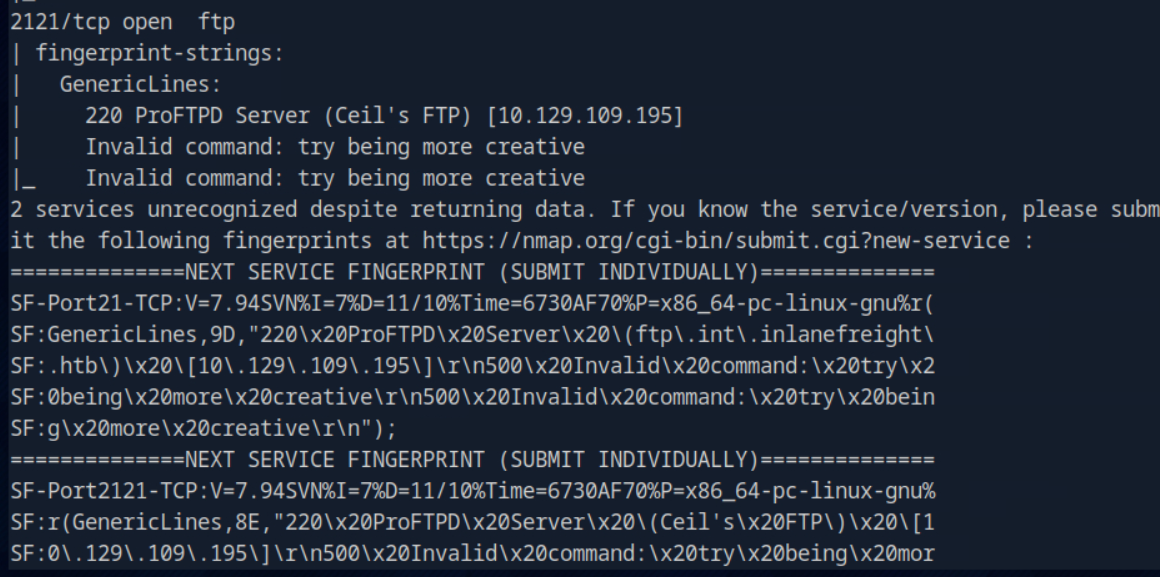 |_
2121/tcp open  ftp
| fingerprint-strings:
|   GenericLines:
|     220 ProFTPD Server (Ceil's FTP) [10.129.109.195]
|     Invalid command: try being more creative
|_    Invalid command: try being more creative
2 services unrecognized despite returning data. If you know the service/version, please subm
it the following fingerprints at https://nmap.org/cgi-bin/submit.cgi?new-service :
==============NEXT SERVICE FINGERPRINT (SUBMIT INDIVIDUALLY)==============
SF-Port21-TCP:V=7.94SVN%I=7%D=11/10%Time=6730AF70%P=x86_64-pc-linux-gnu%r(
SF:GenericLines,9D,"220\x20ProFTPD\x20Server\x20\(ftp\.int\.inlanefreight\
SF:.htb\)\x20\[10\.129\.109\.195\]\r\n500\x20Invalid\x20command:\x20try\x2
SF:0being\x20more\x20creative\r\n500\x20Invalid\x20command:\x20try\x20bein
SF:g\x20more\x20creative\r\n");
==============NEXT SERVICE FINGERPRINT (SUBMIT INDIVIDUALLY)==============
SF-Port2121-TCP:V=7.94SVN%I=7%D=11/10%Time=6730AF70%P=x86_64-pc-linux-gnu%
SF:r(GenericLines,8E,"220\x20ProFTPD\x20Server\x20\(Ceil's\x20FTP\)\x20\[1
SF:0\.129\.109\.195\]\r\n500\x20Invalid\x20command:\x20try\x20being\x20mor